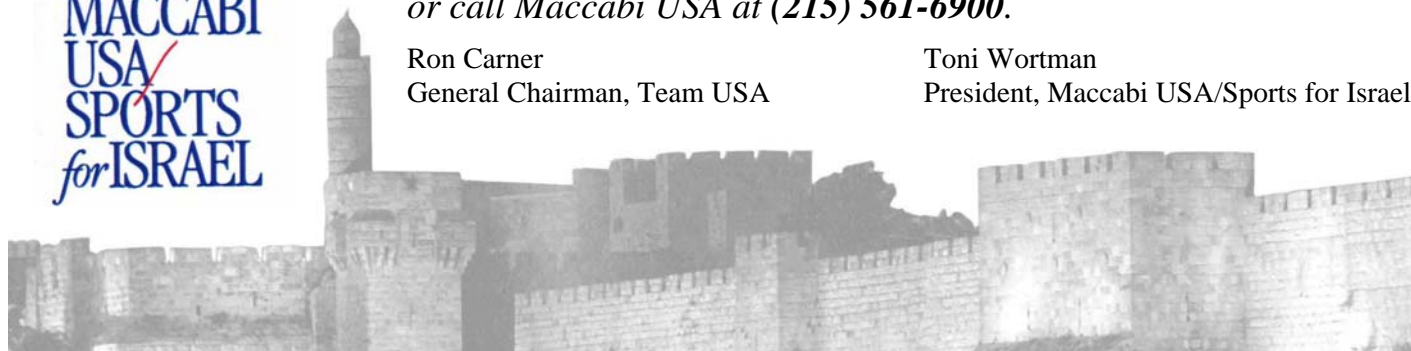 or call Maccabi USA at (215) 561-6900.
MACCABI
USA
SPORTS
for ISRAEL
Ron Carner
General Chairman, Team USA
Toni Wortman
President, Maccabi USA/Sports for Israel